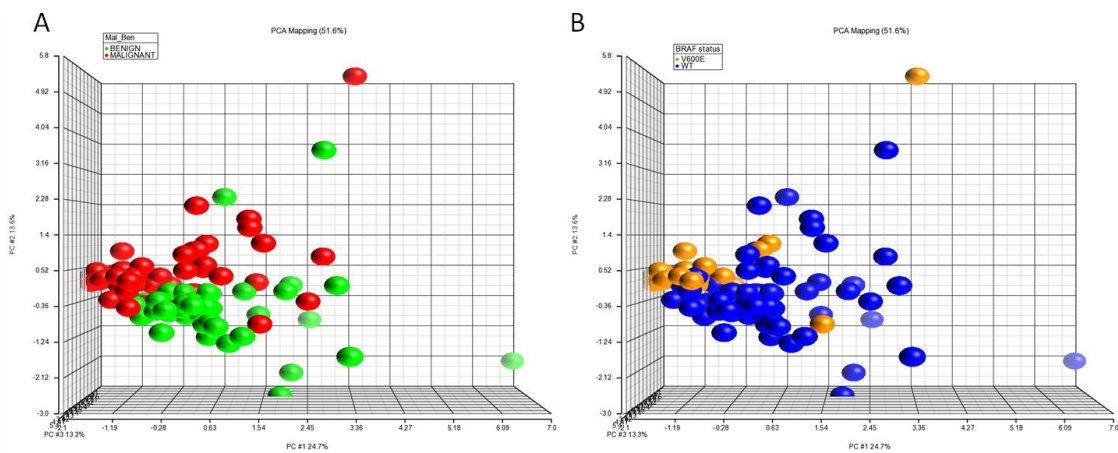 A
PCA Mapping (51.6%)
Mal_Ben
BENIGN
MALIGNANT
5.8
4.92
4.04
3.16
2.28
1.4
0.52
-0.36
-1.24
-2.12
-3.0
PC #2 13.6%
PC #3 13.3%
-2.1
-1.19
-0.28
0.63
1.54
2.45
3.36
4.27
5.18
6.09
7.0
PC #1 24.7%
B
PCA Mapping (51.6%)
BRAF status
V600E
WT
5.8
4.92
4.04
3.16
2.28
1.4
0.52
-0.36
-1.24
-2.12
-3.0
PC #2 13.6%
PC #3 13.3%
-2.1
-1.19
-0.28
0.63
1.54
2.45
3.36
4.27
5.18
6.09
7.0
PC #1 24.7%